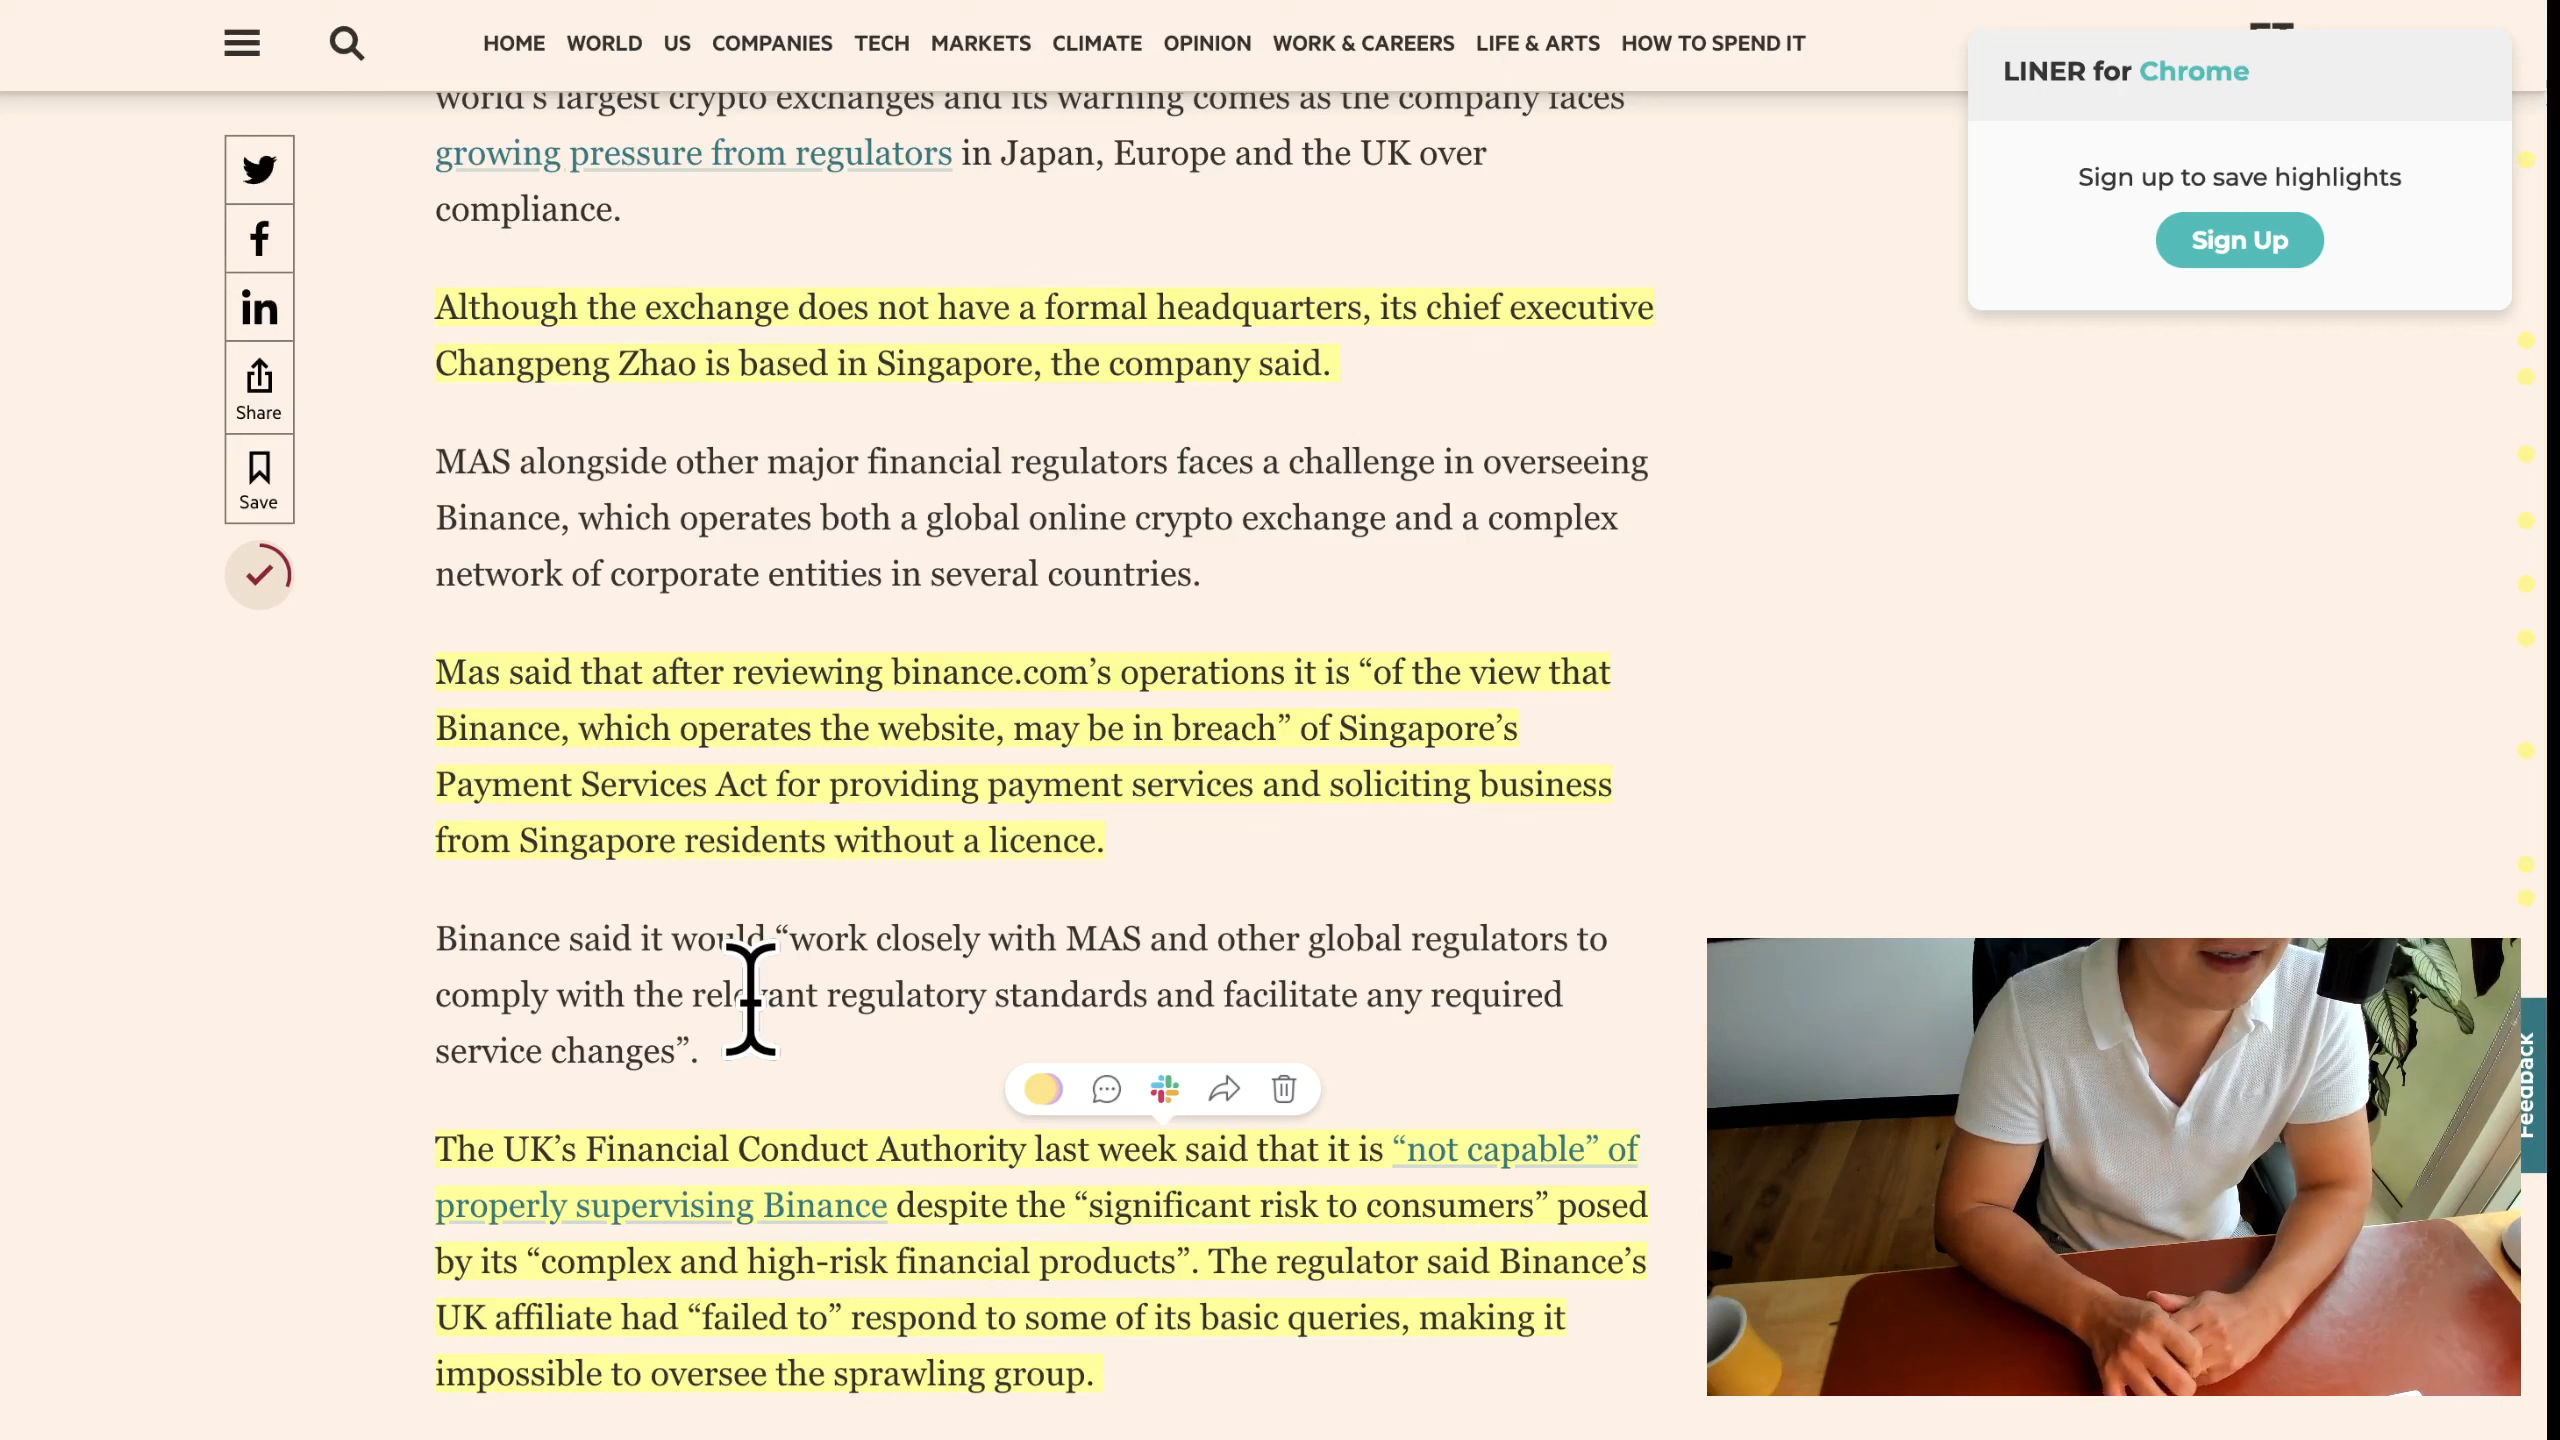 HOME WORLD US COMPANIES TECH MARKETS CLIMATE OPINION WORK & CAREERS LIFE & ARTS HOW TO SPEND IT
FT
LINER for Chrome
Sign up to save highlights
Sign Up
Share
Save
world's largest crypto exchanges and its warning comes as the company faces
growing pressure from regulators in Japan, Europe and the UK over
compliance.
Although the exchange does not have a formal headquarters, its chief executive
Changpeng Zhao is based in Singapore, the company said.
MAS alongside other major financial regulators faces a challenge in overseeing
Binance, which operates both a global online crypto exchange and a complex
network of corporate entities in several countries.
Mas said that after reviewing binance.com’s operations it is “of the view that
Binance, which operates the website, may be in breach” of Singapore’s
Payment Services Act for providing payment services and soliciting business
from Singapore residents without a licence.
Binance said it would “work closely with MAS and other global regulators to
comply with the relevant regulatory standards and facilitate any required
service changes”.
The UK’s Financial Conduct Authority last week said that it is “not capable” of
properly supervising Binance despite the “significant risk to consumers” posed
by its “complex and high-risk financial products”. The regulator said Binance’s
UK affiliate had “failed to” respond to some of its basic queries, making it
impossible to oversee the sprawling group.
Feedback